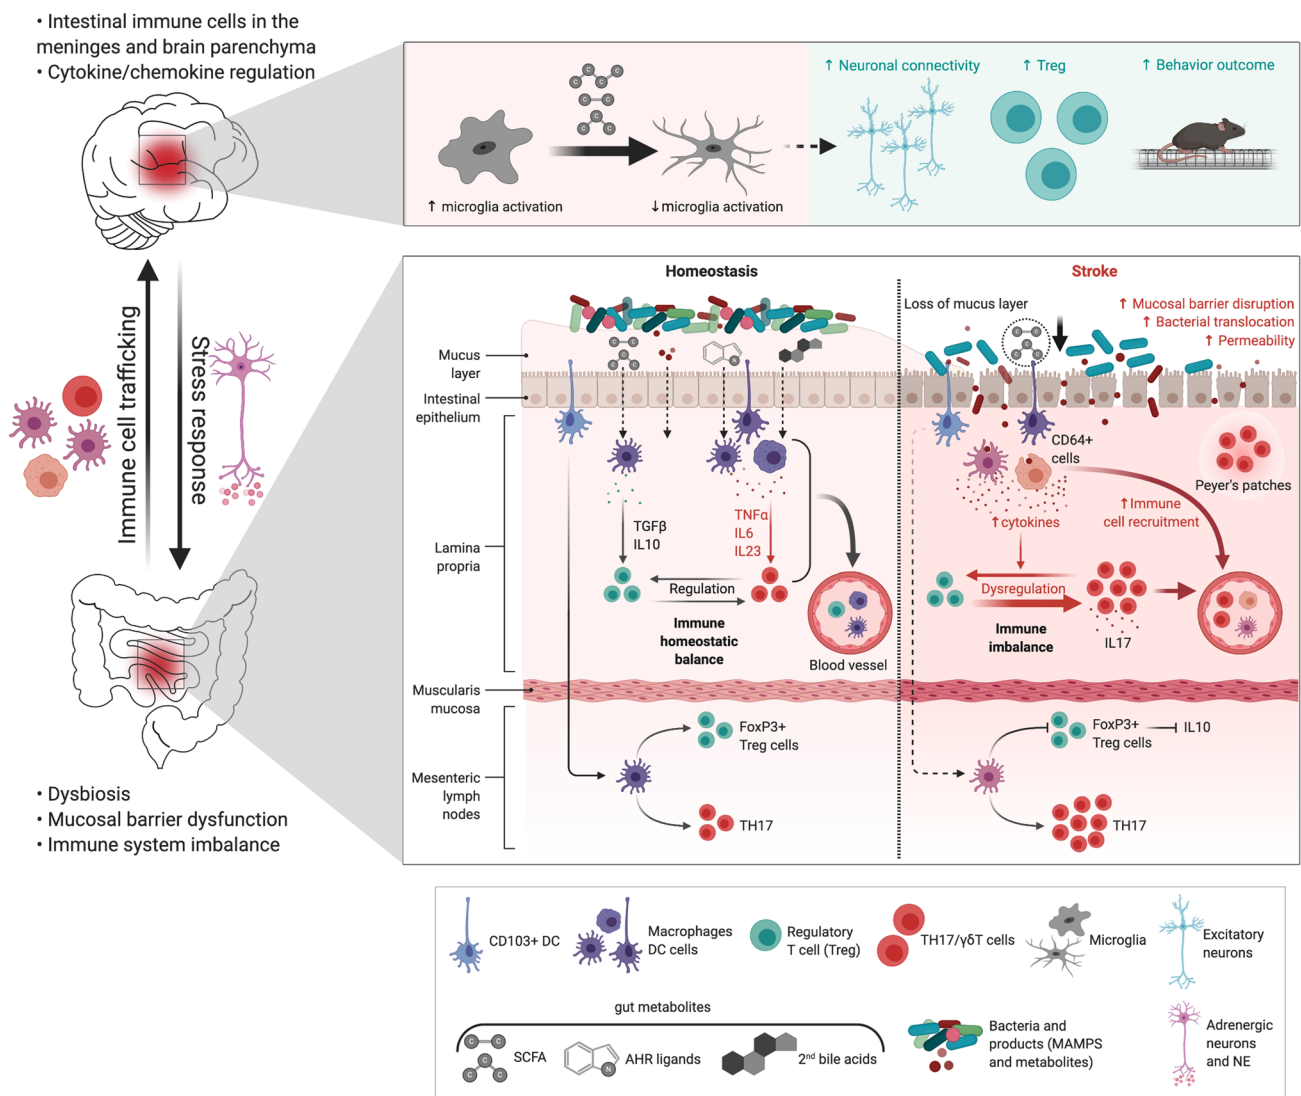 • Intestinal immune cells in the
meninges and brain parenchyma
• Cytokine/chemokine regulation
Immune cell trafficking
Stress response
• Dysbiosis
• Mucosal barrier dysfunction
• Immune system imbalance
C C C C
C C
C C C
↑ microglia activation
↓microglia activation
↑ Neuronal connectivity
↑ Treg
↑ Behavior outcome
Homeostasis
Mucus
layer
Intestinal
epithelium
Lamina
propria
Muscularis
mucosa
Mesenteric
lymph
nodes
C C
C C C
N
TGFβ
IL10
TNFα
IL6
IL23
Regulation
Immune
homeostatic
balance
Blood vessel
FoxP3+
Treg cells
TH17
Stroke
Loss of mucus layer
C C
C C C
↑ Mucosal barrier disruption
↑ Bacterial translocation
↑ Permeability
CD64+
cells
Peyer's patches
↑cytokines
↑Immune
cell recruitment
Dysregulation
Immune
imbalance
IL17
FoxP3+
Treg cells
IL10
TH17
CD103+ DC
Macrophages
DC cells
Regulatory
T cell (Treg)
TH17/γδT cells
Microglia
Excitatory
neurons
gut metabolites
C C
C C C
SCFA
N
AHR ligands
2nd bile acids
Bacteria and
products (MAMPS
and metabolites)
Adrenergic
neurons
and NE